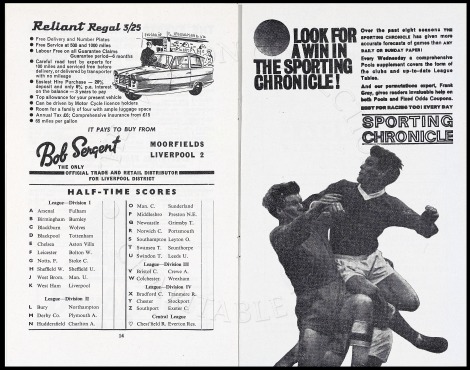 Reliant Regal 3/25
Free Delivery and Number Plates
Free Service at 500 and 1000 miles
Labour Free on all Guarantee Claims
Guarantee period—6 months
Careful road test by experts for
100 miles and serviced free before
delivery, or delivered by transporter
with no mileage
Easiest Hire Purchase — 20%
deposit and only 9% p.a. interest
on the balance — 3 years to pay
Top allowance for your present vehicle
Can be driven by Motor Cycle licence holders
Room for a family of four with ample luggage space
Annual Tax £6; Comprehensive Insurance from £15
65 miles per gallon
IT PAYS TO BUY FROM
Bob Sergent
MOORFIELDS
LIVERPOOL 2
THE ONLY
OFFICIAL TRADE AND RETAIL DISTRIBUTOR
FOR LIVERPOOL DISTRICT
HALF-TIME SCORES
League—Division I
A Arsenal Fulham
B Birmingham Burnley
C Blackburn Wolves
D Blackpool Tottenham
E Chelsea Aston Villa
F Leicester Bolton W.
G Notts. F. Stoke C.
H Sheffield W. Sheffield U.
J West Brom. Man. U.
K West Ham Liverpool
League—Division II
L Bury Northampton
M Derby Co. Plymouth A.
N Huddersfield Charlton A.
O Man. C. Sunderland
P Middlesbro Preston N.E.
Q Newcastle Grimsby T.
R Norwich C. Portsmouth
S Southampton Leyton O.
T Swansea T. Scunthorpe
U Swindon T. Leeds U.
League—Division III
W Bristol C. Crewe A.
V Colchester Wrexham
League—Division IV
X Bradford C. Tranmere R.
Y Chester Stockport
Z Southport Exeter C.
Central League
Chesterfield R. Everton Res.
LOOK FOR
A WIN IN
THE SPORTING
CHRONICLE!
Over the past eight seasons THE
SPORTING CHRONICLE has given more
accurate forecasts of games than ANY
DAILY OR SUNDAY PAPER!
Every Wednesday a comprehensive
Pools supplement covers the form of
the clubs and up-to-date League
Tables.
And our permutations expert, Frank
Gray, gives readers invaluable help on
both Pools and Fixed Odds Coupons.
BEST FOR RACING TOO! EVERY DAY
SPORTING
CHRONICLE